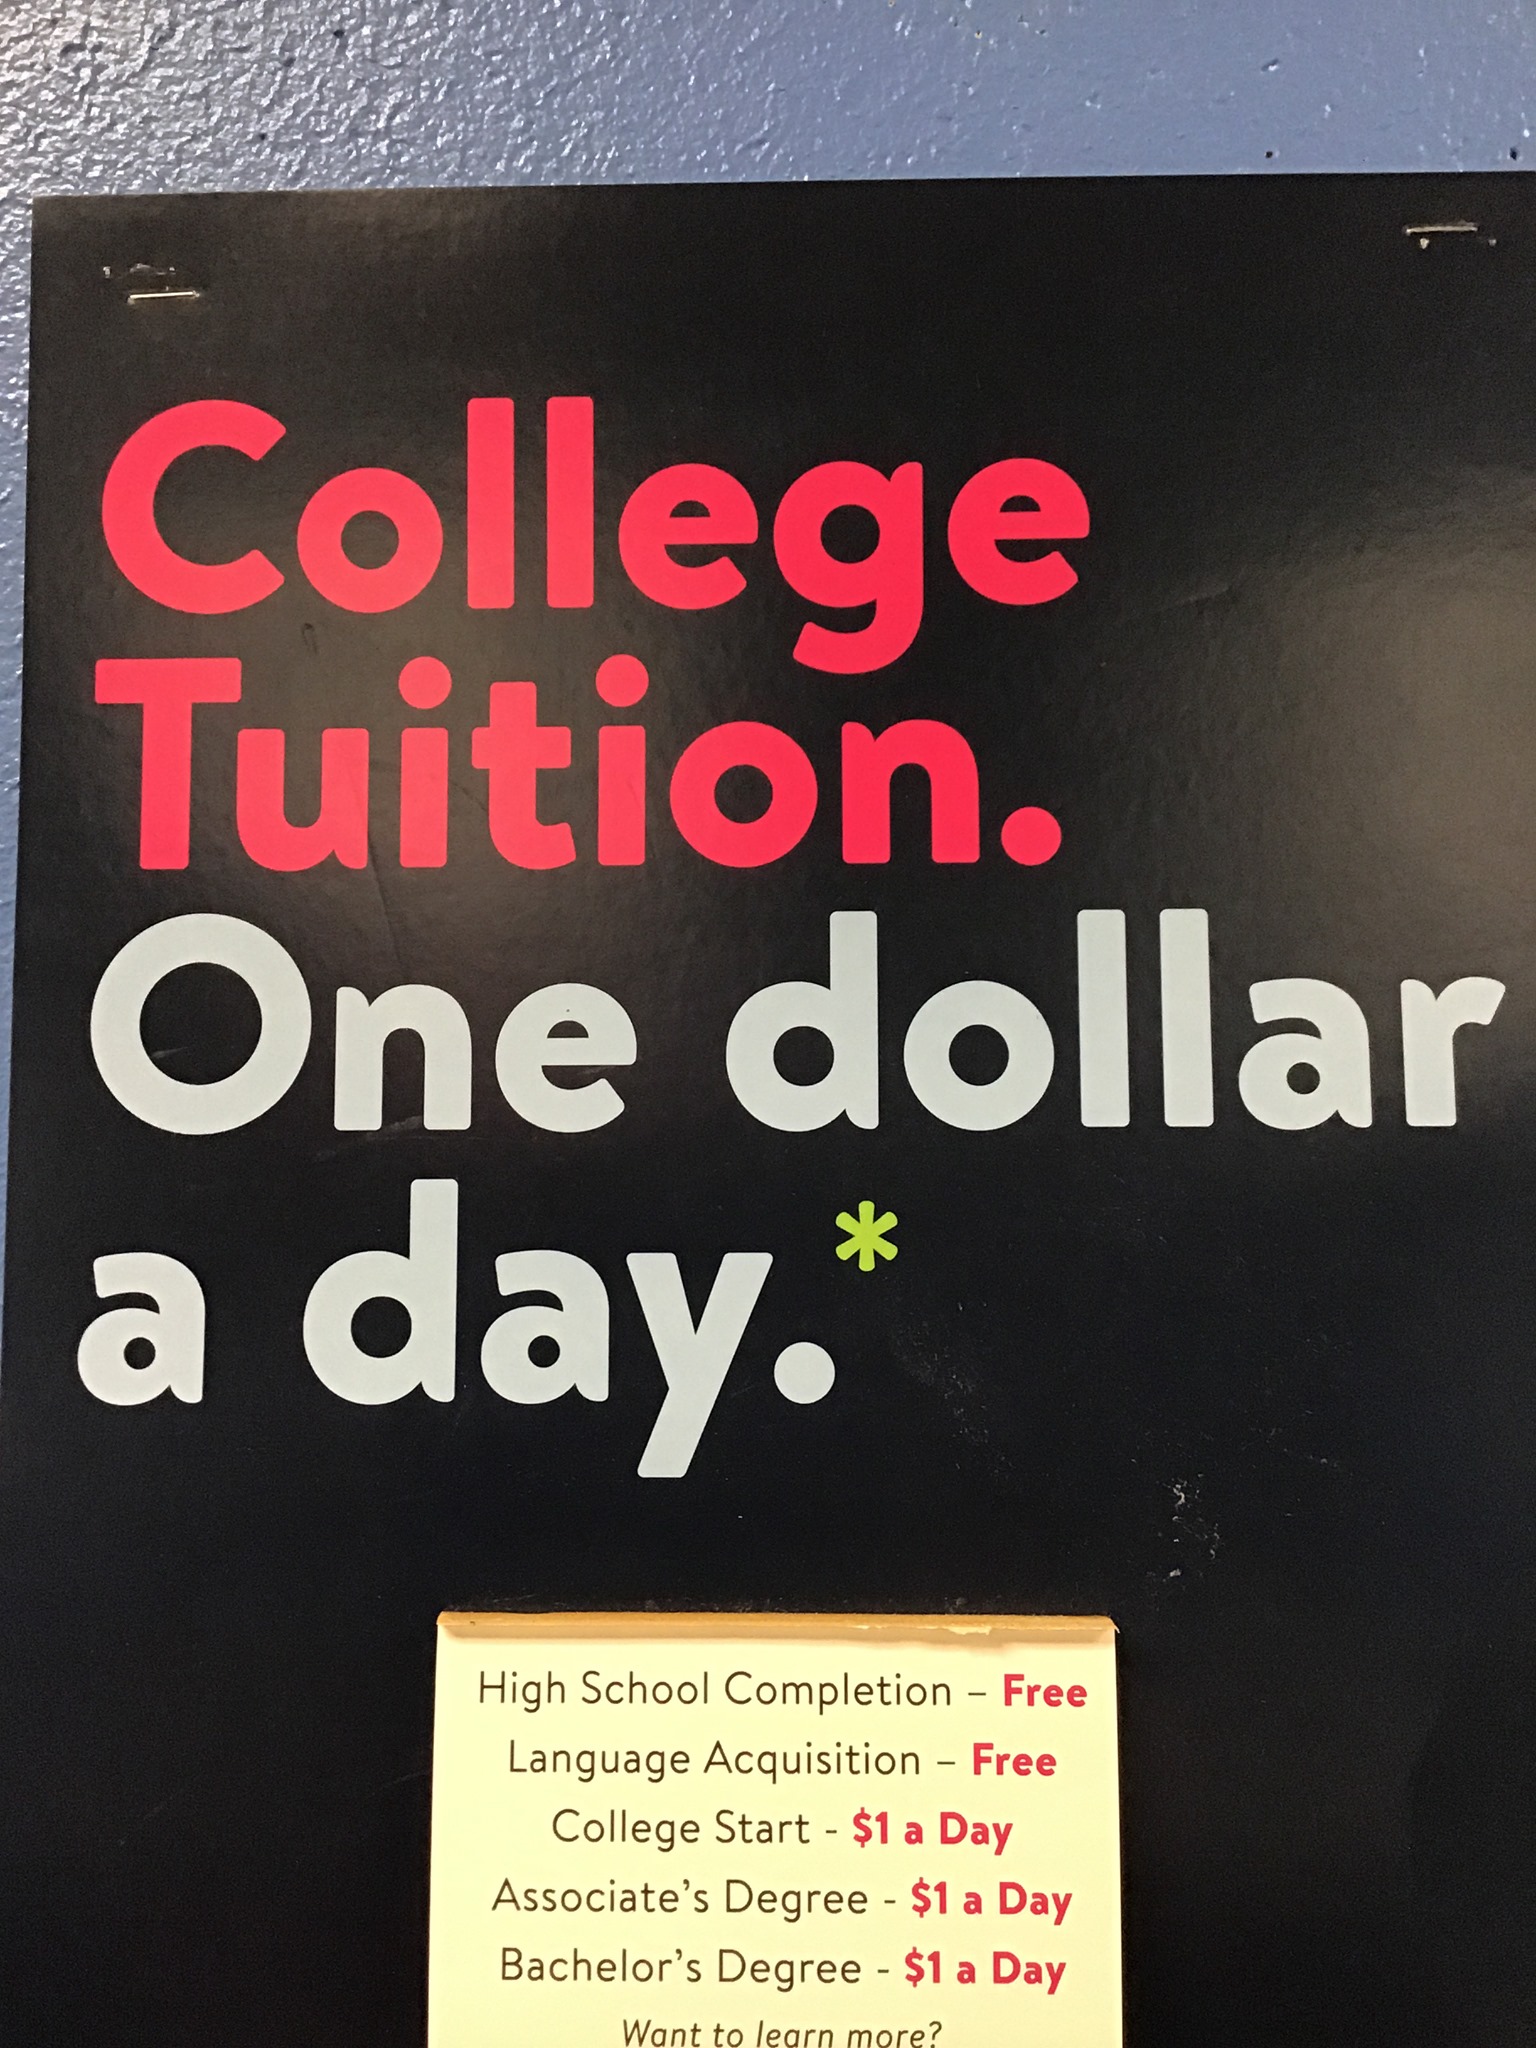 College
Tuition.
One dollar
a day.*
High School Completion – Free
Language Acquisition – Free
College Start - $1 a Day
Associate's Degree - $1 a Day
Bachelor's Degree - $1 a Day
Want to learn more?